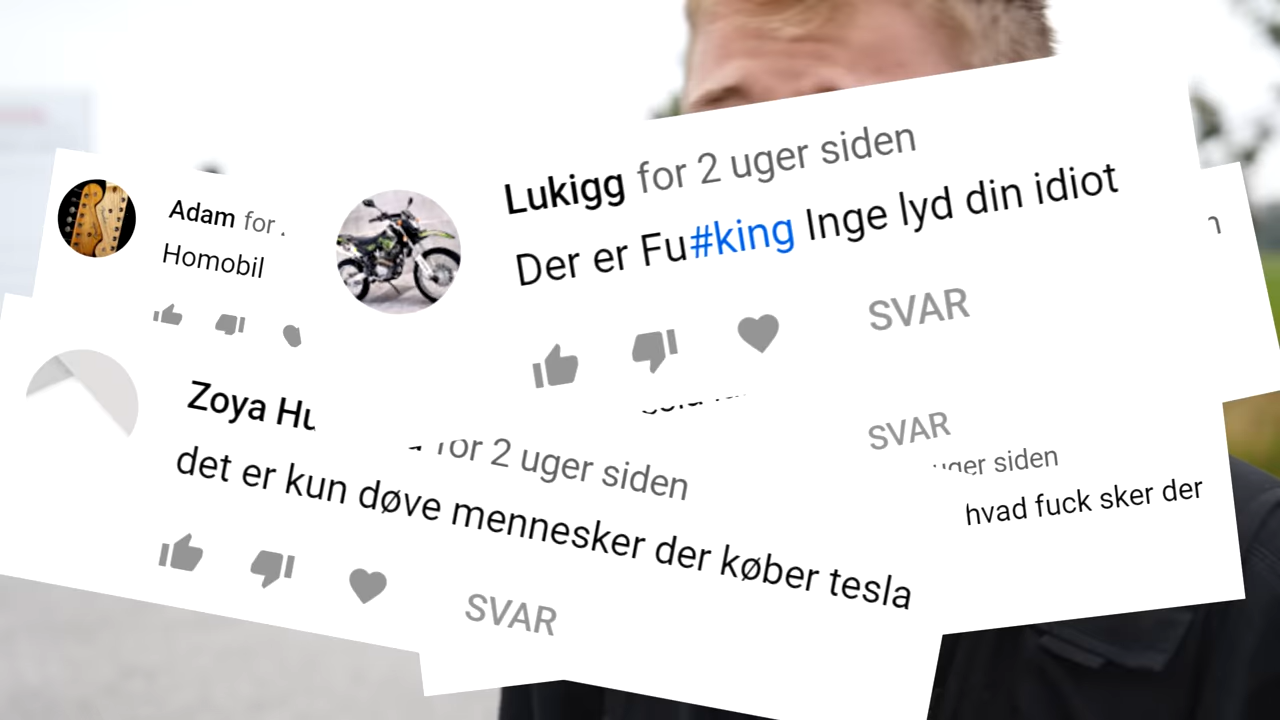 Lukigg for 2 uger siden
Der er Fu#king Inge lyd din idiot
SVAR
Adam for
Homobil
Zoya
for 2 uger siden
det er kun døve mennesker der køber tesla
SVAR
SVAR
uger siden
hvad fuck sker der